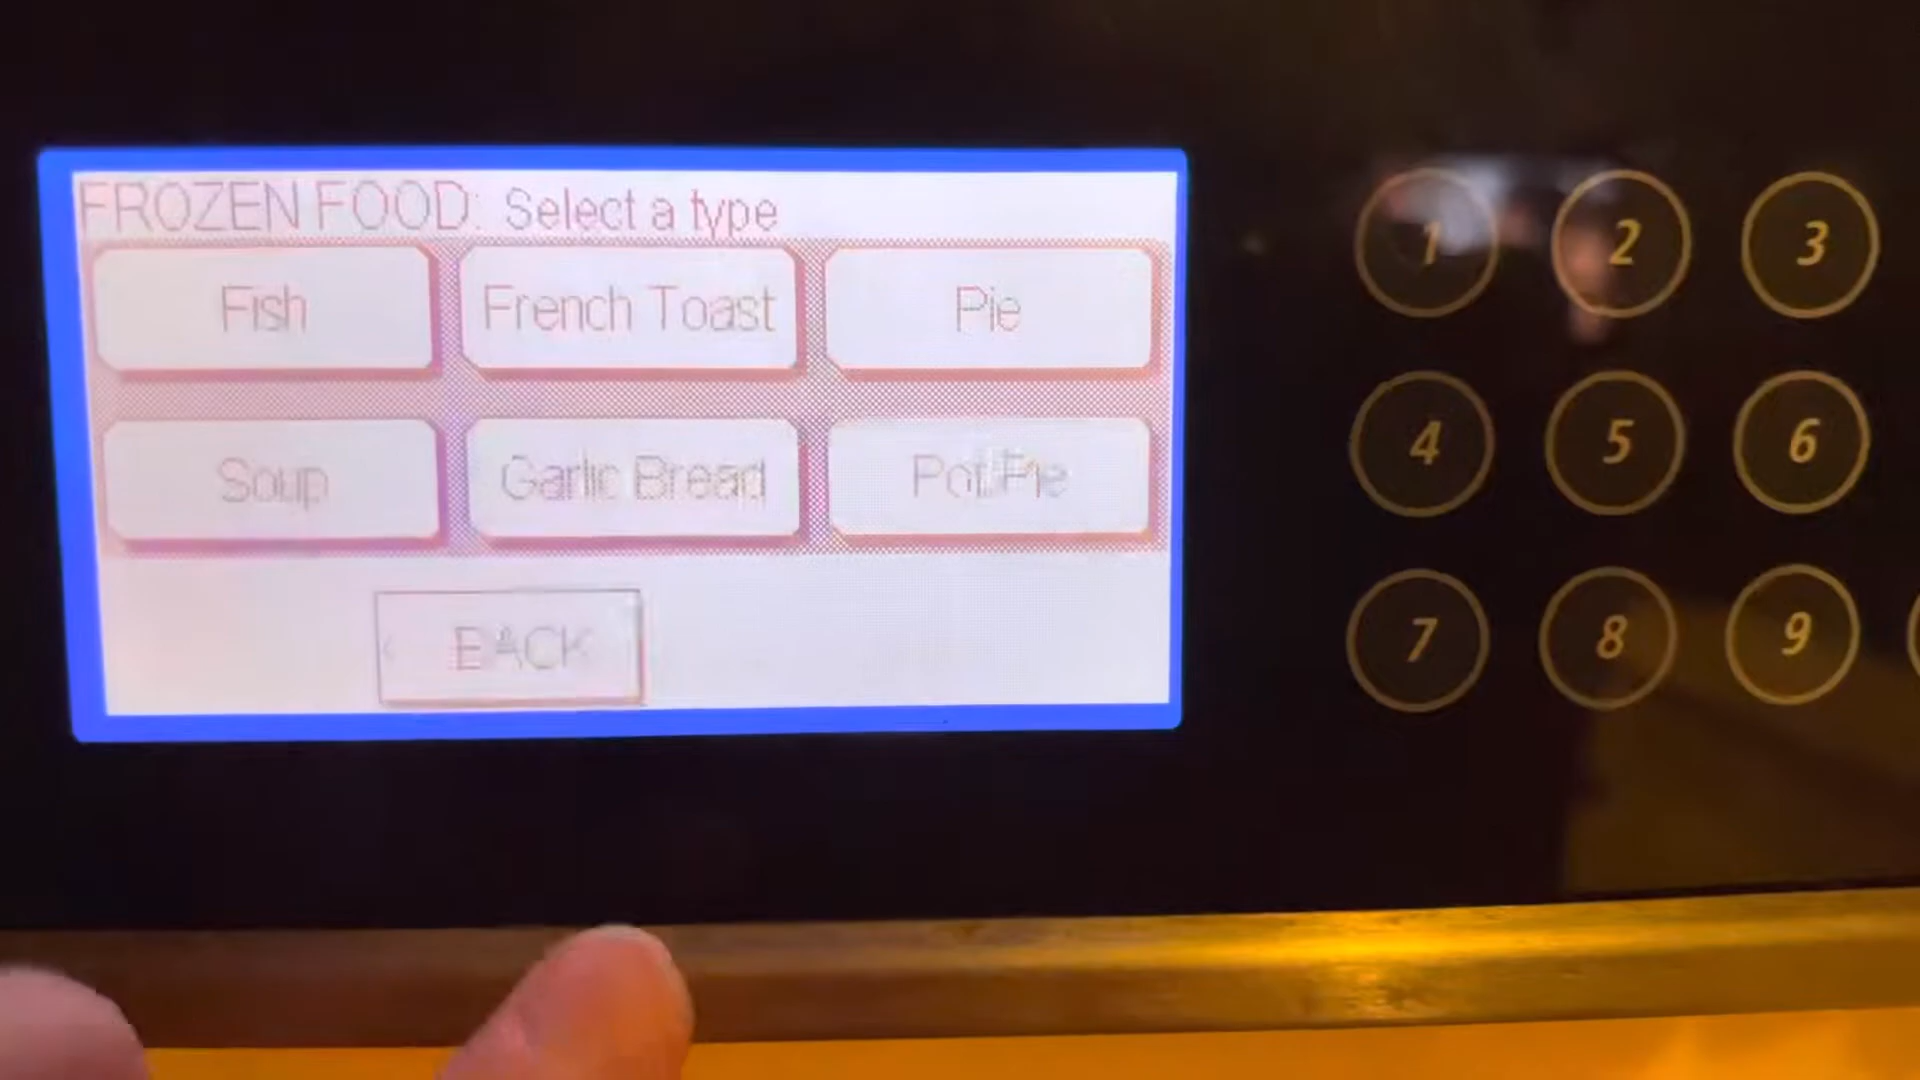 FROZEN FOOD: Select a type
Fish
French Toast
Pie
Soup
Garlic Bread
Pot Pie
BACK
1 2 3
4 5 6
7 8 9